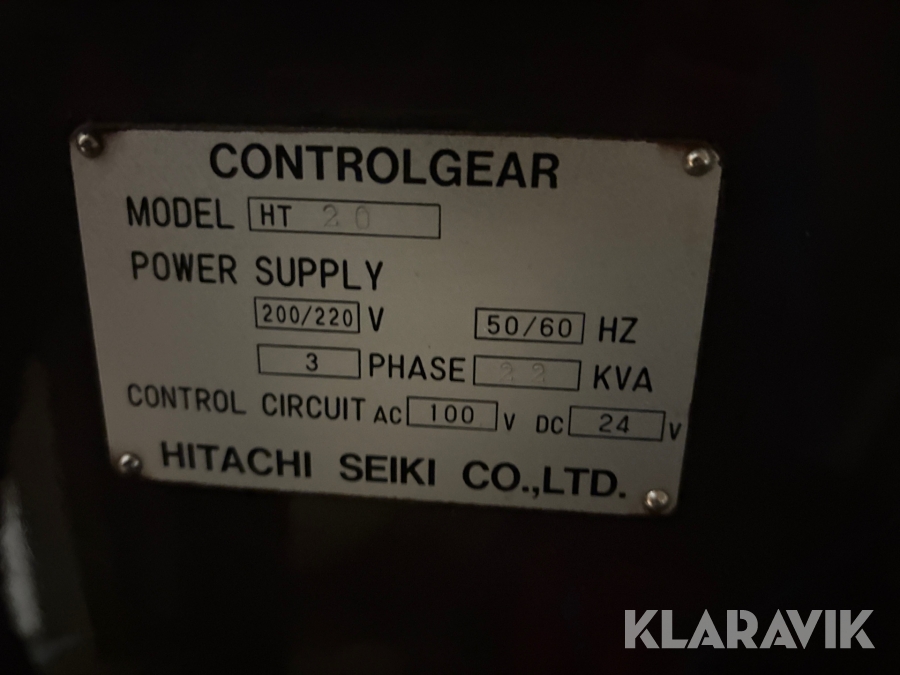 CONTROLGEAR
MODEL HT 20
POWER SUPPLY
200/220 V 50/60 HZ
3 PHASE 22 KVA
CONTROL CIRCUIT AC 100 V DC 24 V
HITACHI SEIKI CO.,LTD.
KLARAVIK